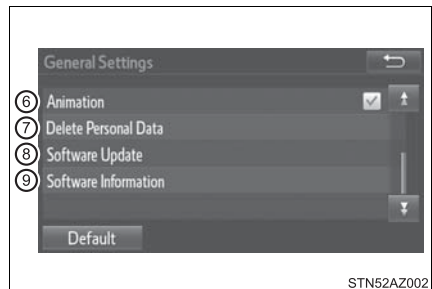 General Settings
⑥ Animation
⑦ Delete Personal Data
⑧ Software Update
⑨ Software Information
Default
STN52AZ002